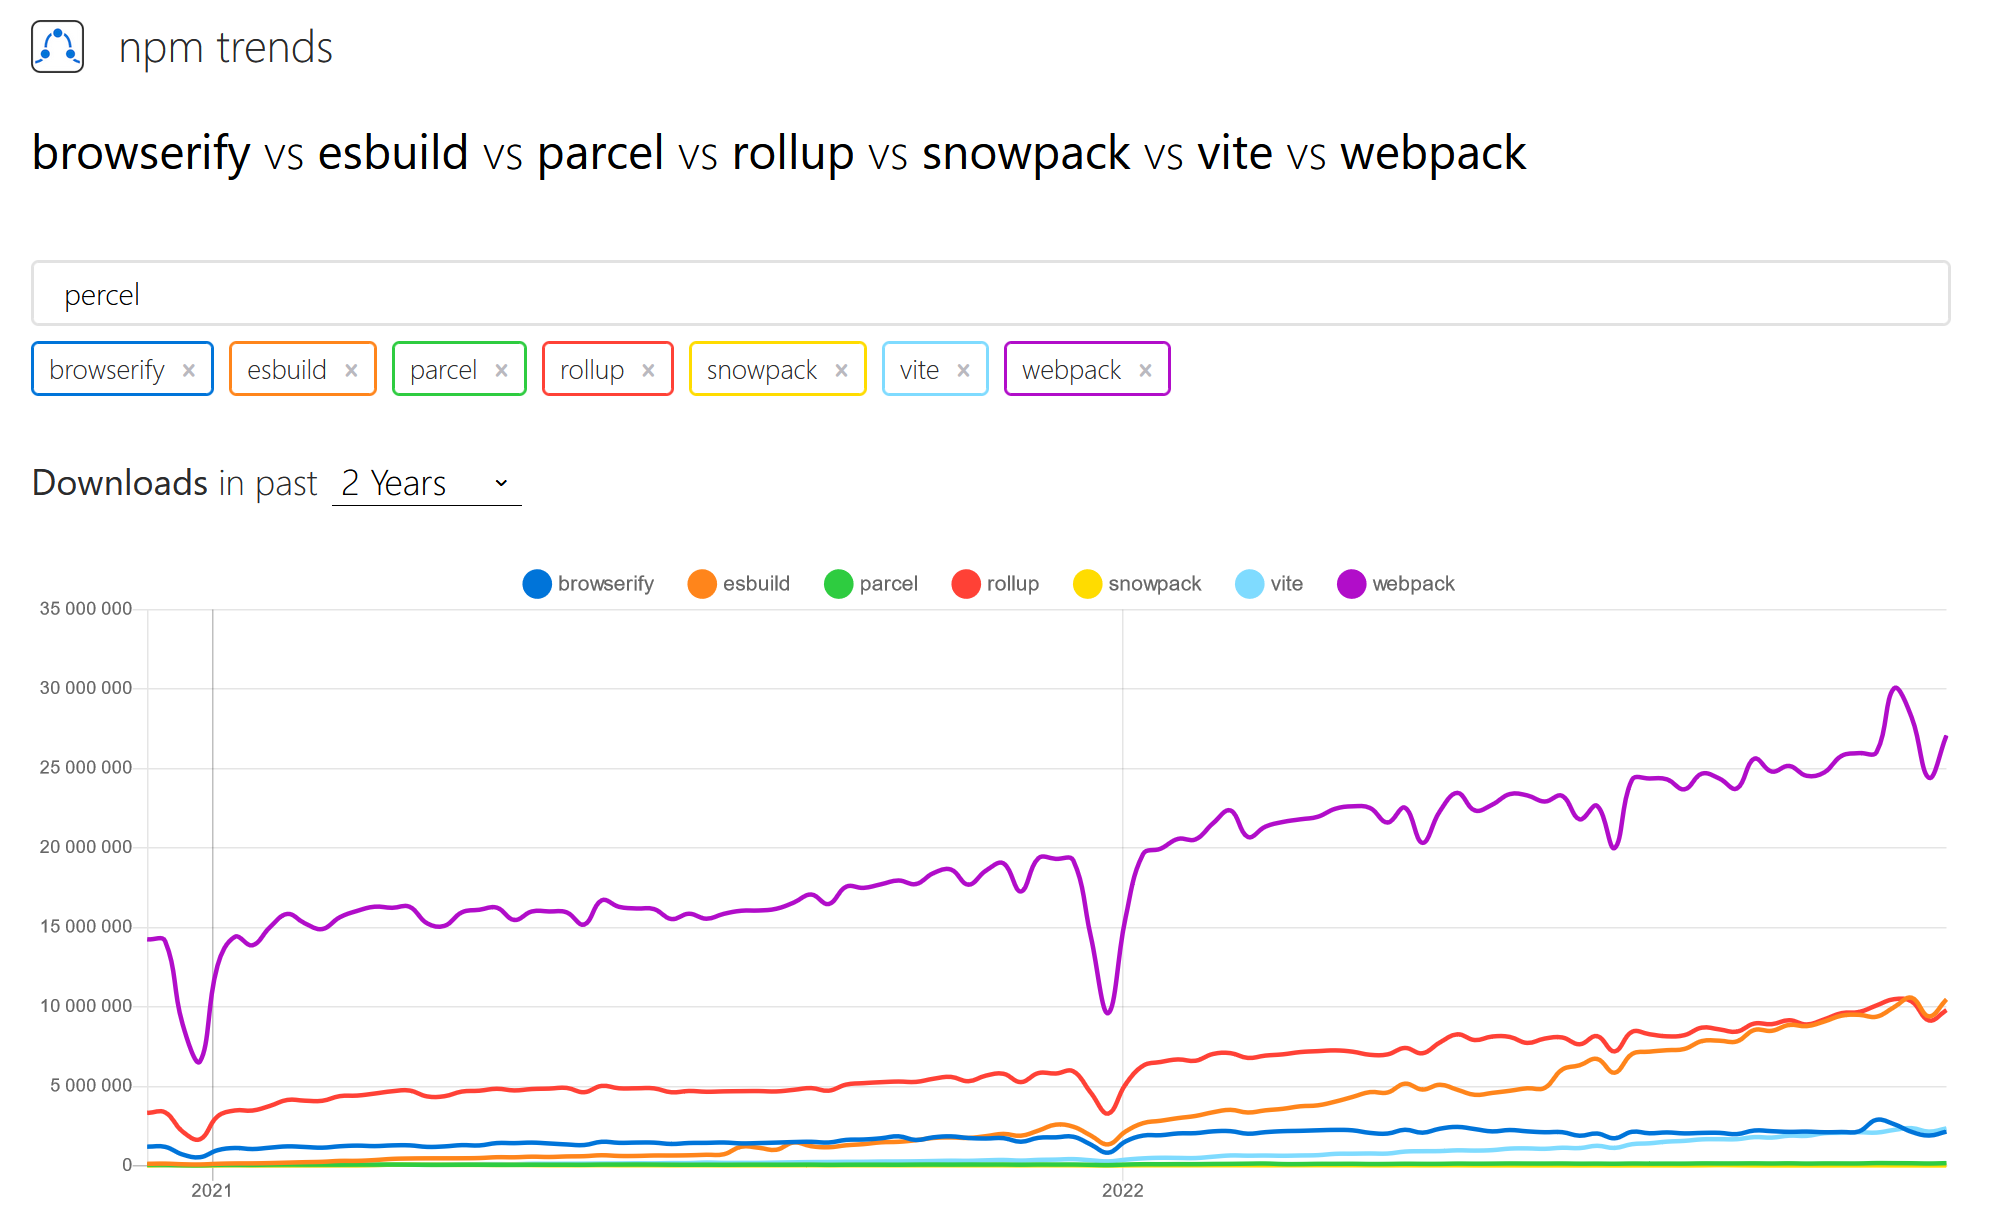 npm trends
browserify vs esbuild vs parcel vs rollup vs snowpack vs vite vs webpack
percel
browserify × esbuild × parcel × rollup × snowpack × vite × webpack ×
Downloads in past 2 Years
browserify esbuild parcel rollup snowpack vite webpack
35 000 000
30 000 000
25 000 000
20 000 000
15 000 000
10 000 000
5 000 000
0
2021 2022